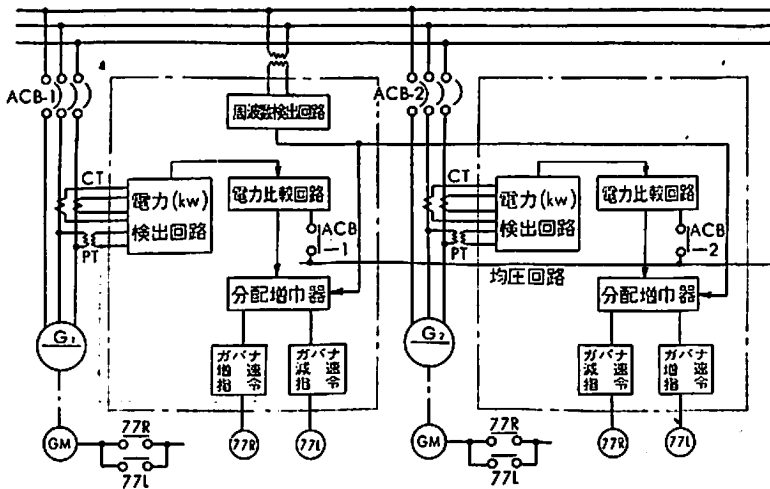 ACB-1
周波数検出回路
CT
電力(kw)
検出回路
PT
電力比較回路
ACB
-1
分配増巾器
ガバナ
増速
指令
ガバナ
減速
指令
G₁
GM
77R
77L
77R
77L
ACB-2
CT
電力(kw)
検出回路
PT
電力比較回路
ACB
-2
均圧回路
分配増巾器
ガバナ
減速
指令
ガバナ
増速
指令
G₂
GM
77R
77L
77R
77L